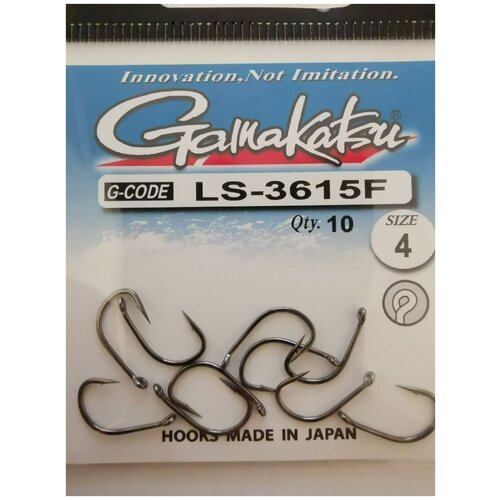 Innovation, Not Imitation.
Gamakatsu®
G-CODE LS-3615F
Qty. 10
SIZE
4
HOOKS MADE IN JAPAN